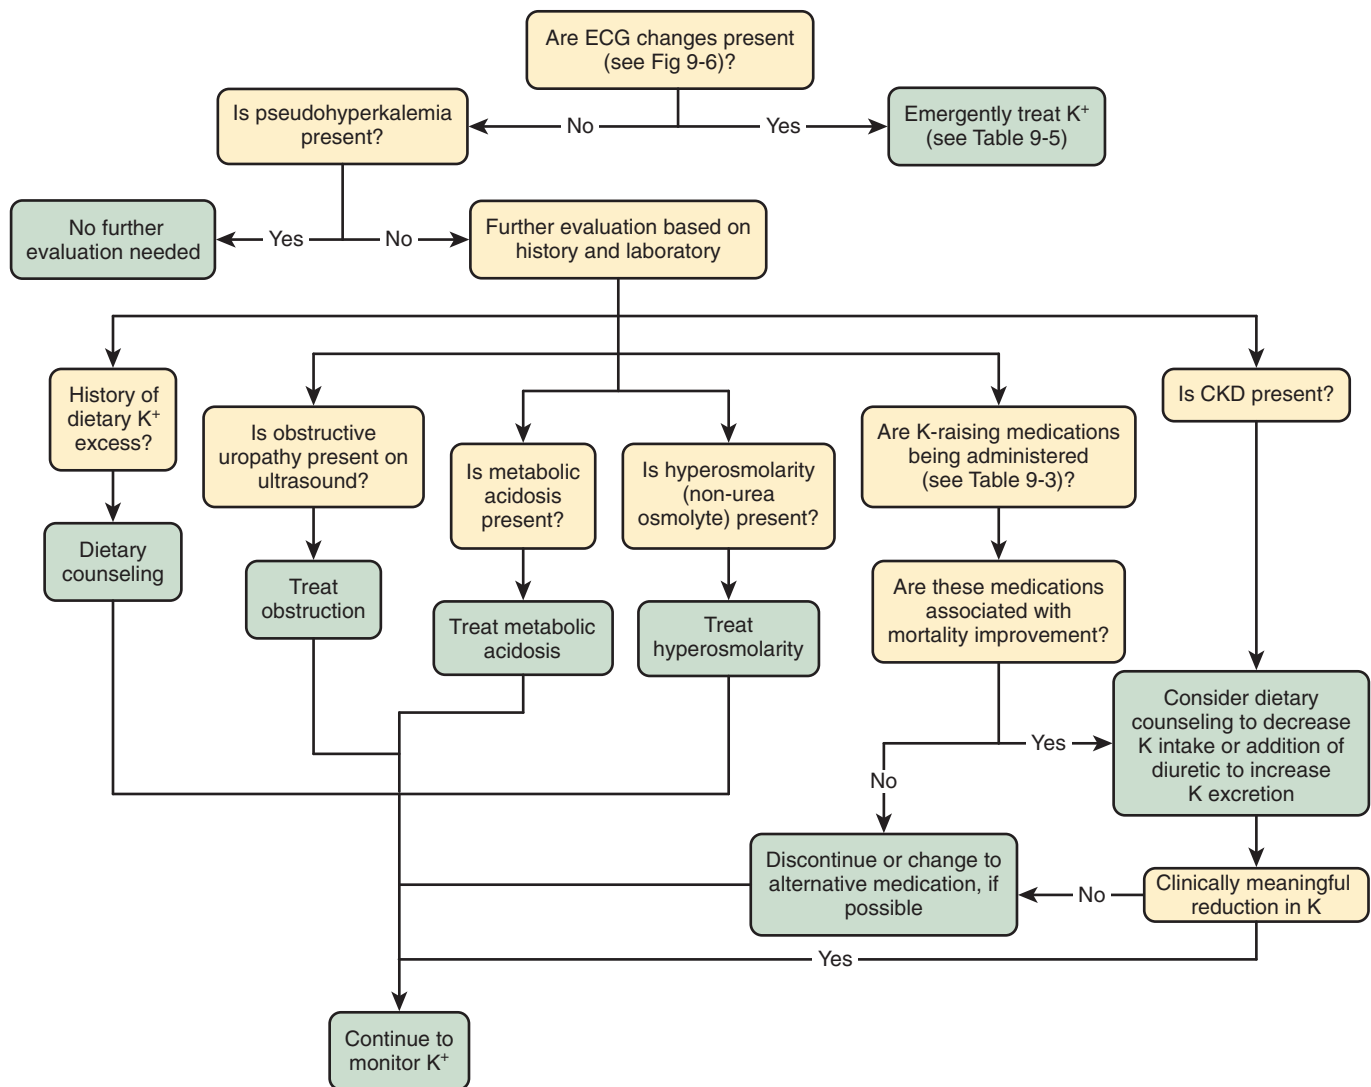 Are ECG changes present
(see Fig 9-6)?
Is pseudohyperkalemia
present?
No
Yes
Emergently treat K⁺
(see Table 9-5)
No further
evaluation needed
Yes
No
Further evaluation based on
history and laboratory
History of
dietary K⁺
excess?
Is obstructive
uropathy present on
ultrasound?
Is metabolic
acidosis
present?
Is hyperosmolarity
(non-urea
osmolyte) present?
Are K-raising medications
being administered
(see Table 9-3)?
Is CKD present?
Dietary
counseling
Treat
obstruction
Treat metabolic
acidosis
Treat
hyperosmolarity
Are these medications
associated with
mortality improvement?
Yes
No
Consider dietary
counseling to decrease
K intake or addition of
diuretic to increase
K excretion
Discontinue or change to
alternative medication, if
possible
No
Clinically meaningful
reduction in K
Yes
Continue to
monitor K⁺